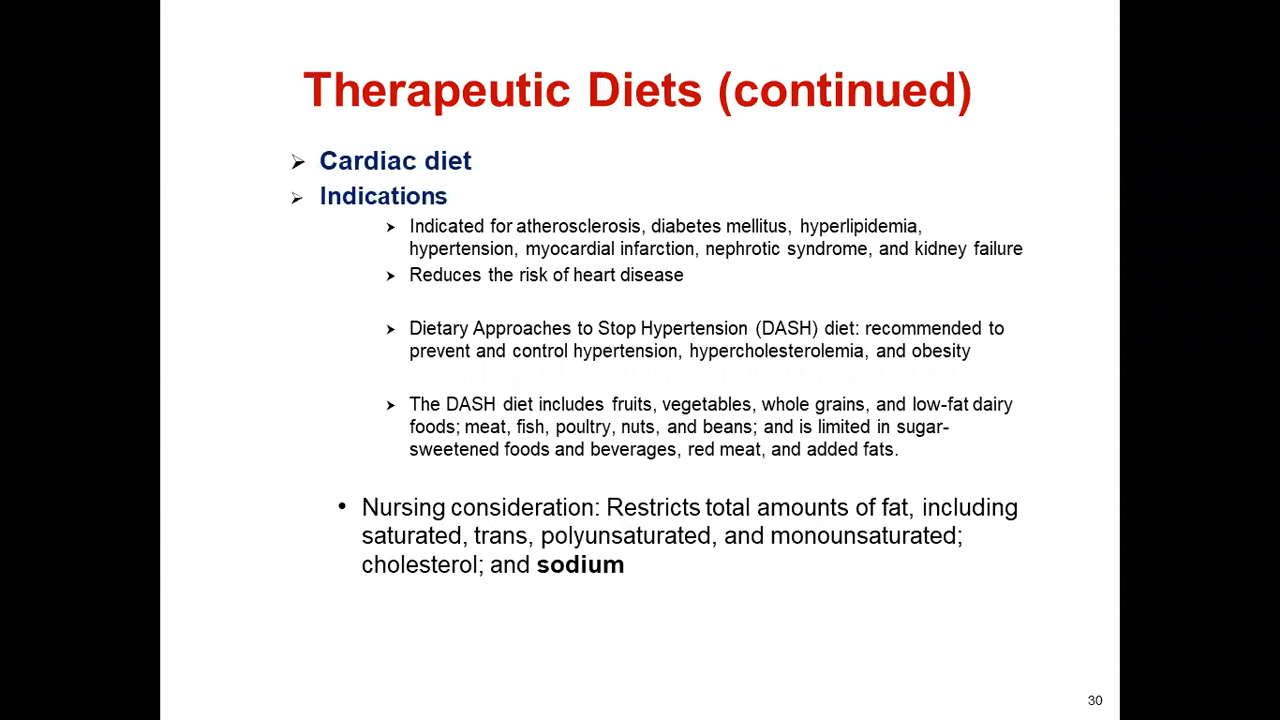 Therapeutic Diets (continued)
➢ Cardiac diet
➢ Indications
➢ Indicated for atherosclerosis, diabetes mellitus, hyperlipidemia,
hypertension, myocardial infarction, nephrotic syndrome, and kidney failure
➢ Reduces the risk of heart disease
➢ Dietary Approaches to Stop Hypertension (DASH) diet: recommended to
prevent and control hypertension, hypercholesterolemia, and obesity
➢ The DASH diet includes fruits, vegetables, whole grains, and low-fat dairy
foods; meat, fish, poultry, nuts, and beans; and is limited in sugar-
sweetened foods and beverages, red meat, and added fats.
• Nursing consideration: Restricts total amounts of fat, including
saturated, trans, polyunsaturated, and monounsaturated;
cholesterol; and sodium
30